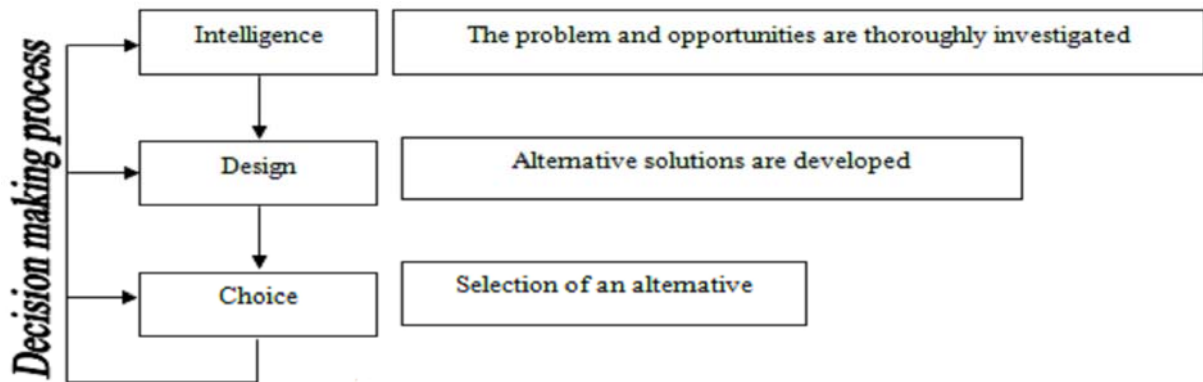 Decision making process
Intelligence
The problem and opportunities are thoroughly investigated
Design
Alternative solutions are developed
Choice
Selection of an alternative